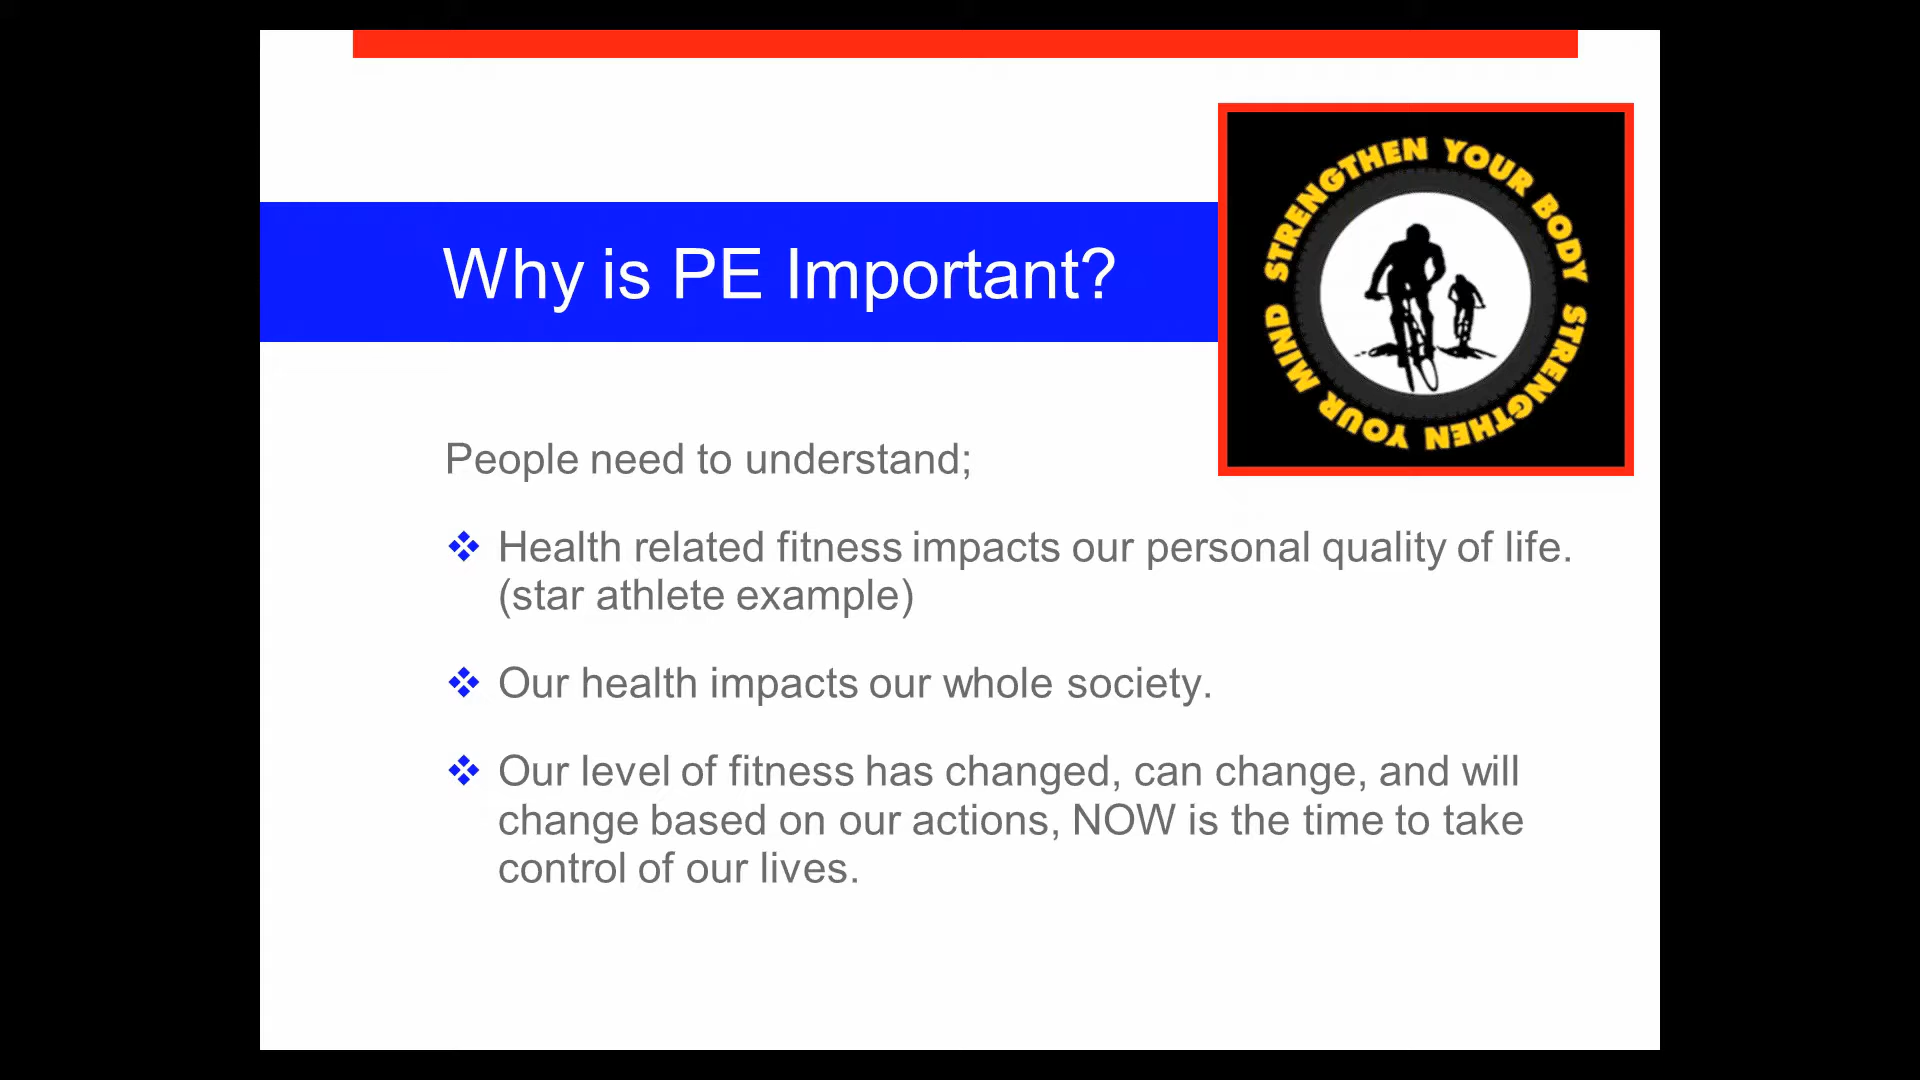 Why is PE Important?
STRENGTHEN YOUR BODY STRENGTHEN YOUR MIND
People need to understand;
Health related fitness impacts our personal quality of life.
(star athlete example)
Our health impacts our whole society.
Our level of fitness has changed, can change, and will
change based on our actions, NOW is the time to take
control of our lives.